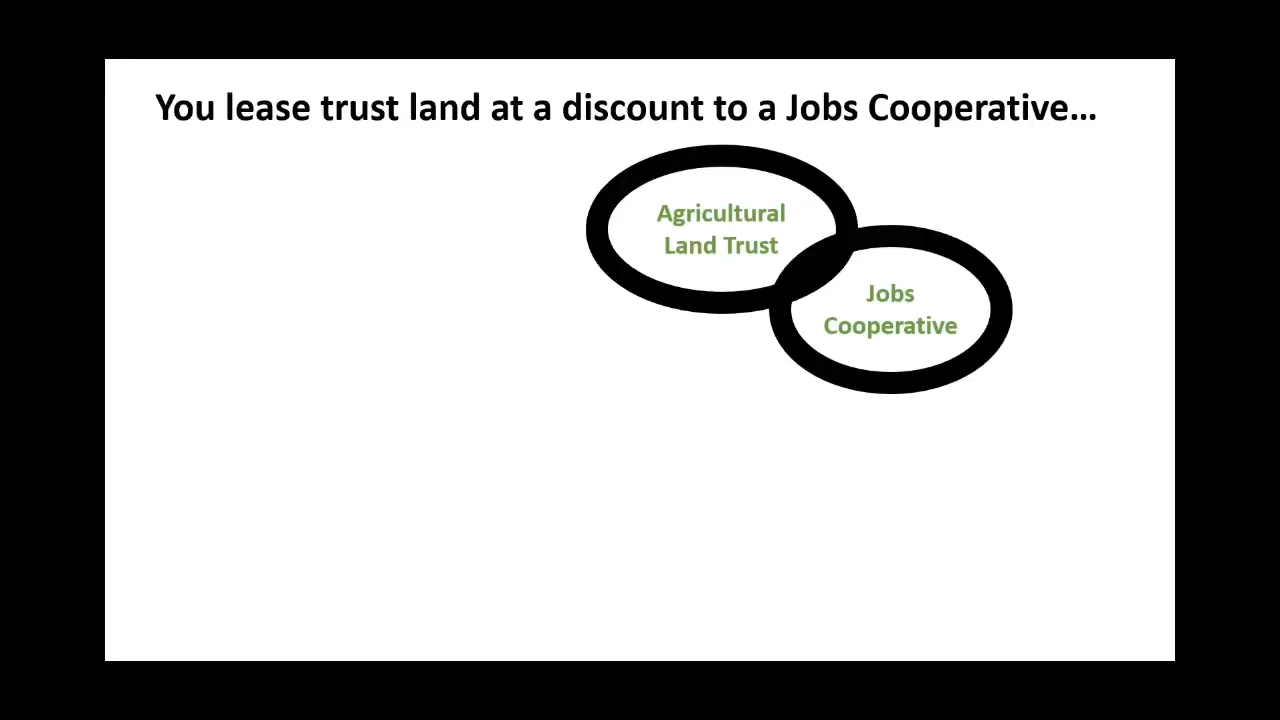 You lease trust land at a discount to a Jobs Cooperative…
Agricultural
Land Trust
Jobs
Cooperative